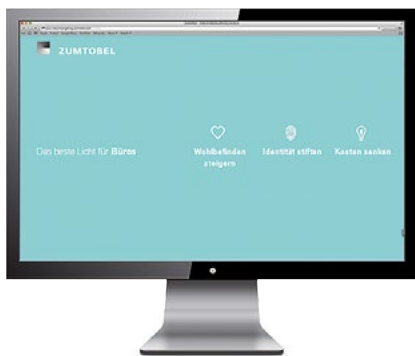 ZUMTOBEL
Das beste Licht für Büros
Wohlbefinden
steigern
Identität stiften
Kosten senken